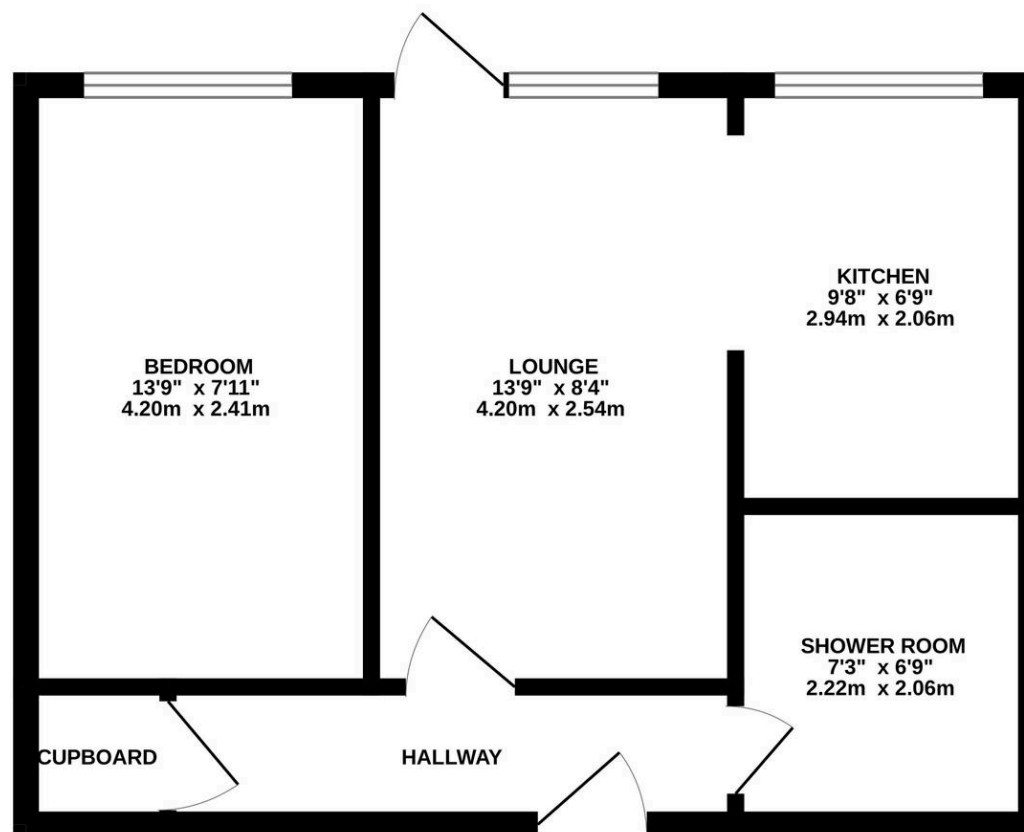 KITCHEN
9'8" x 6'9"
2.94m x 2.06m
BEDROOM
13'9" x 7'11"
4.20m x 2.41m
LOUNGE
13'9" x 8'4"
4.20m x 2.54m
SHOWER ROOM
7'3" x 6'9"
2.22m x 2.06m
CUPBOARD
HALLWAY